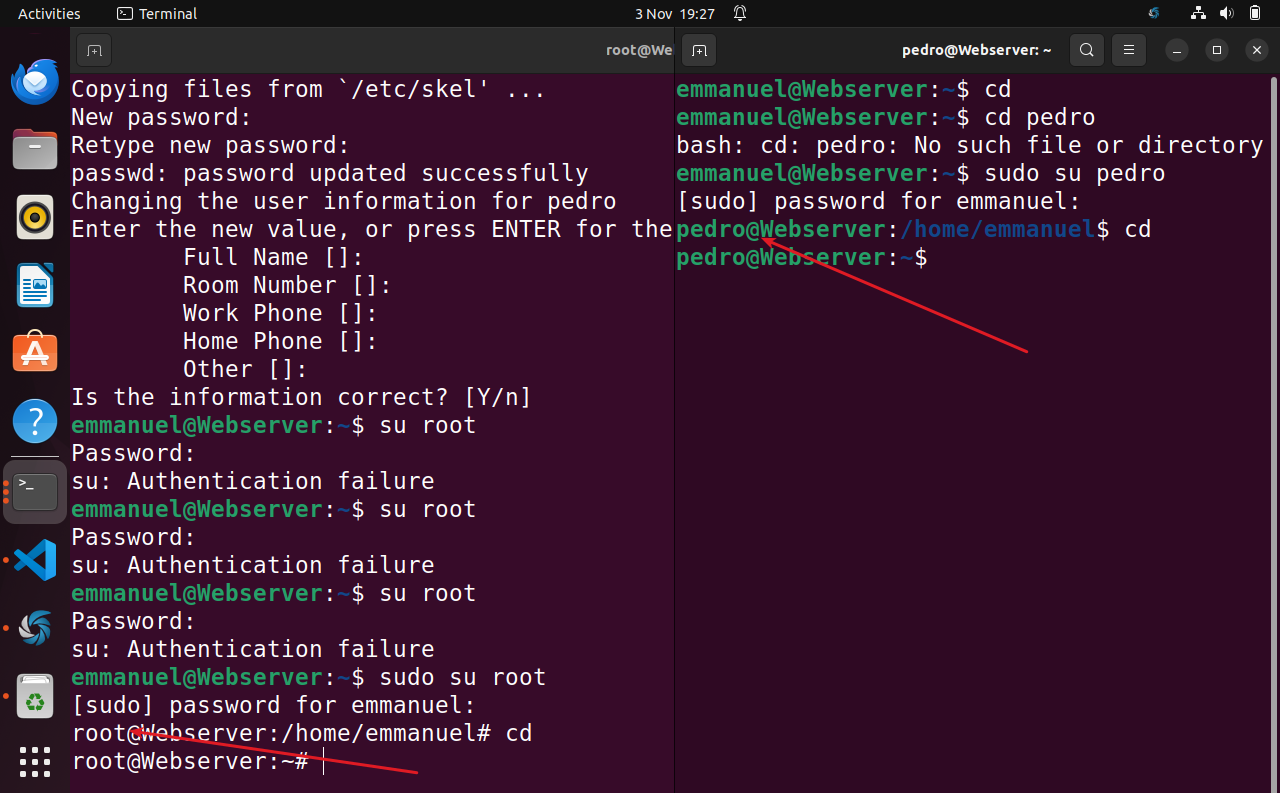 Activities Terminal 3 Nov 19:27
root@We
Copying files from `/etc/skel' ...
New password:
Retype new password:
passwd: password updated successfully
Changing the user information for pedro
Enter the new value, or press ENTER for the
Full Name []:
Room Number []:
Work Phone []:
Home Phone []:
Other []:
Is the information correct? [Y/n]
emmanuel@Webserver:~$ su root
Password:
su: Authentication failure
emmanuel@Webserver:~$ su root
Password:
su: Authentication failure
emmanuel@Webserver:~$ su root
Password:
su: Authentication failure
emmanuel@Webserver:~$ sudo su root
[sudo] password for emmanuel:
root@Webserver:/home/emmanuel# cd
root@Webserver:~#
pedro@Webserver: ~
emmanuel@Webserver:~$ cd
emmanuel@Webserver:~$ cd pedro
bash: cd: pedro: No such file or directory
emmanuel@Webserver:~$ sudo su pedro
[sudo] password for emmanuel:
pedro@Webserver:/home/emmanuel$ cd
pedro@Webserver:~$